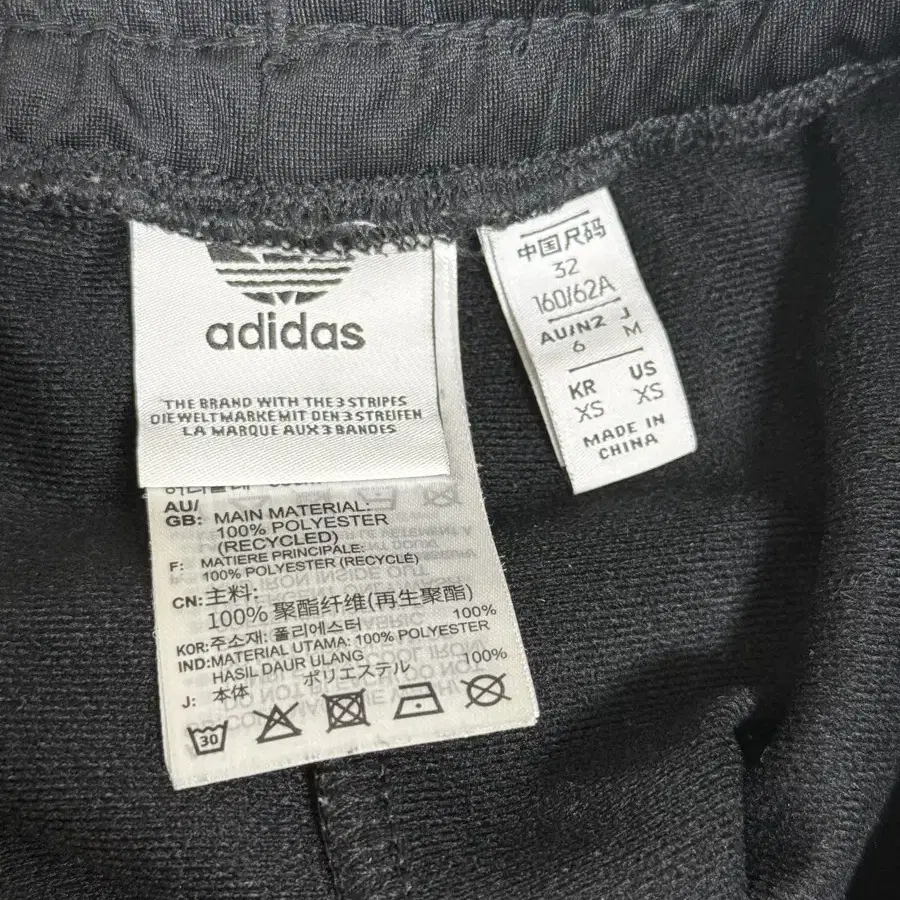 adidas
THE BRAND WITH THE 3 STRIPES
DIE WELTMARKE MIT DEN 3 STREIFEN
LA MARQUE AUX 3 BANDES
AU/
GB: MAIN MATERIAL:
100% POLYESTER
(RECYCLED)
F: MATIERE PRINCIPALE:
100% POLYESTER (RECYCLÉ)
CN: 主料:
100% 聚酯纤维(再生聚酯)
KOR: 주소재: 폴리에스터 100%
IND: MATERIAL UTAMA: 100% POLYESTER
HASIL DAUR ULANG
J: 本体 ポリエステル 100%
30
中国尺码
32
160/62A
AU/NZ J
6 M
KR US
XS XS
MADE IN
CHINA